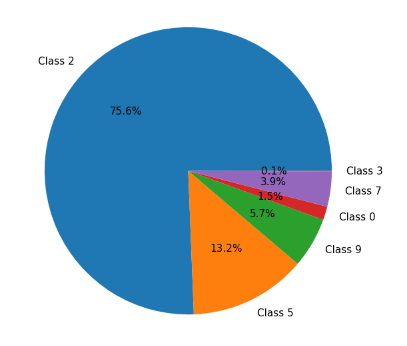 Class 2
75.6%
0.1%
Class 3
3.9%
Class 7
1.5%
Class 0
5.7%
Class 9
13.2%
Class 5